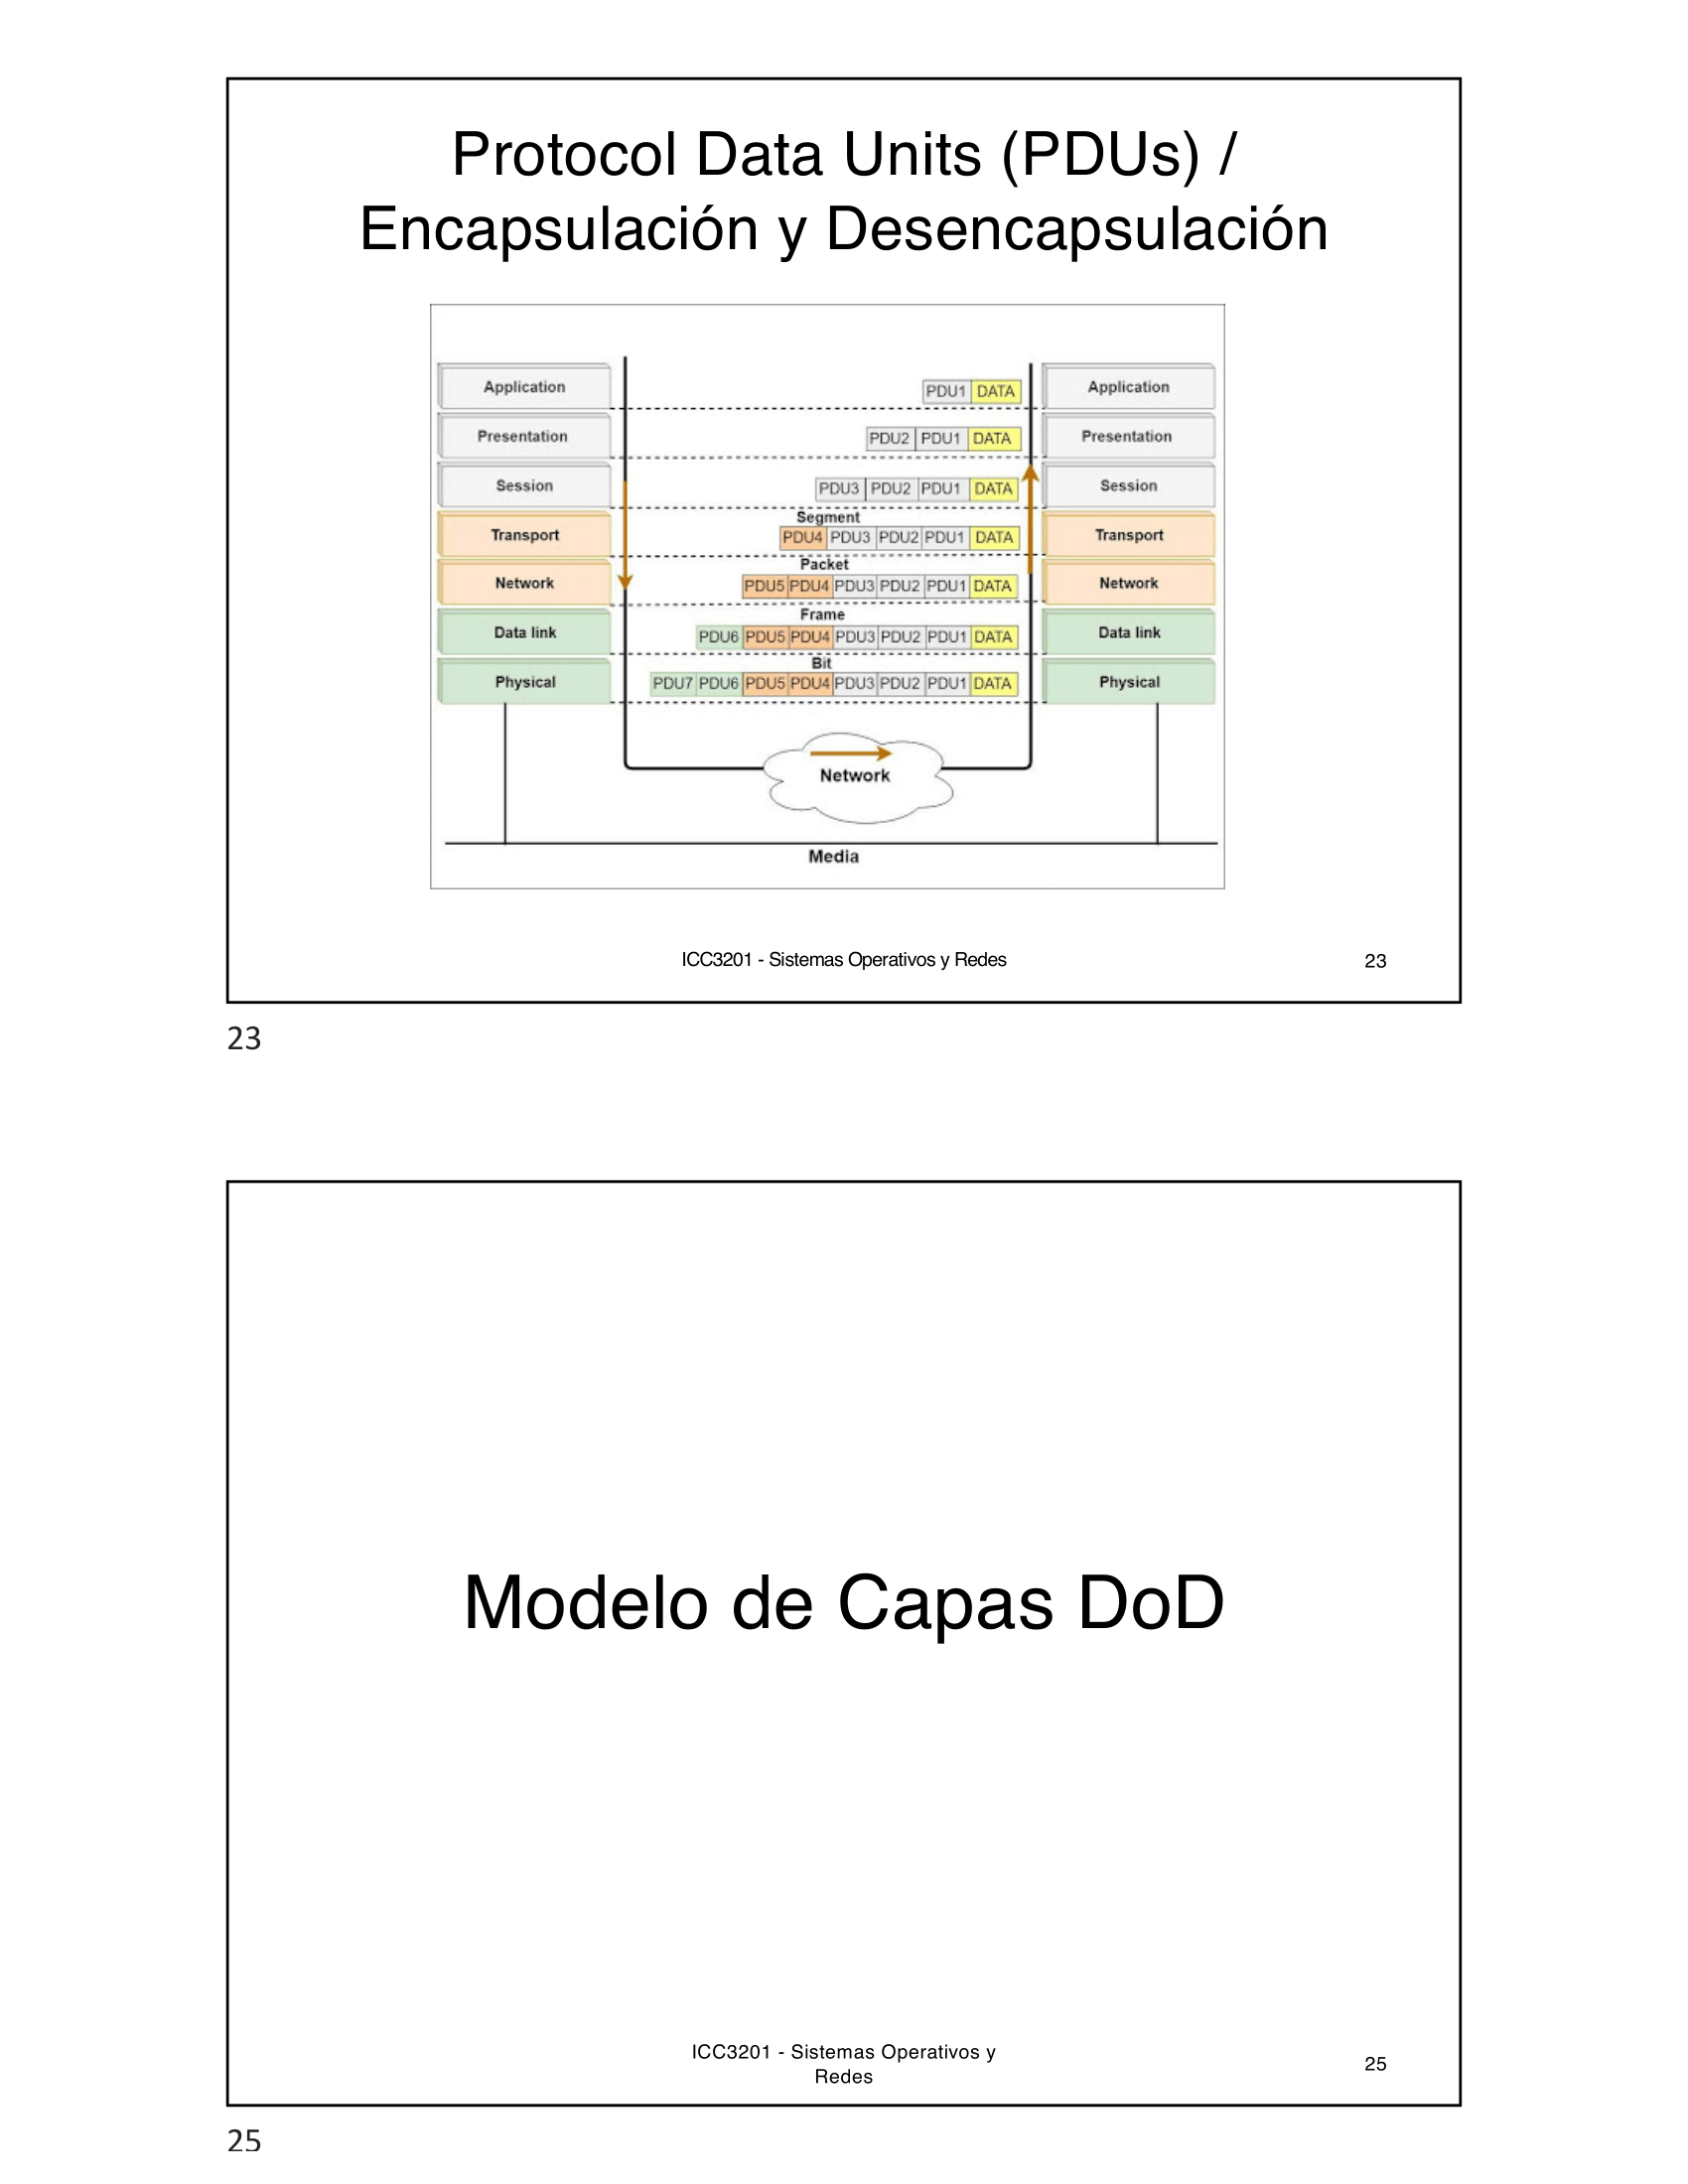 Protocol Data Units (PDUs) /
Encapsulación y Desencapsulación
Application
PDU1 DATA
Application
Presentation
PDU2 PDU1 DATA
Presentation
Session
PDU3 PDU2 PDU1 DATA
Session
Segment
Transport
PDU4 PDU3 PDU2 PDU1 DATA
Transport
Packet
Network
PDU5 PDU4 PDU3 PDU2 PDU1 DATA
Network
Frame
Data link
PDU6 PDU5 PDU4 PDU3 PDU2 PDU1 DATA
Data link
Bit
Physical
PDU7 PDU6 PDU5 PDU4 PDU3 PDU2 PDU1 DATA
Physical
Network
Media
ICC3201 - Sistemas Operativos y Redes
23
23
Modelo de Capas DoD
ICC3201 - Sistemas Operativos y
Redes
25
25